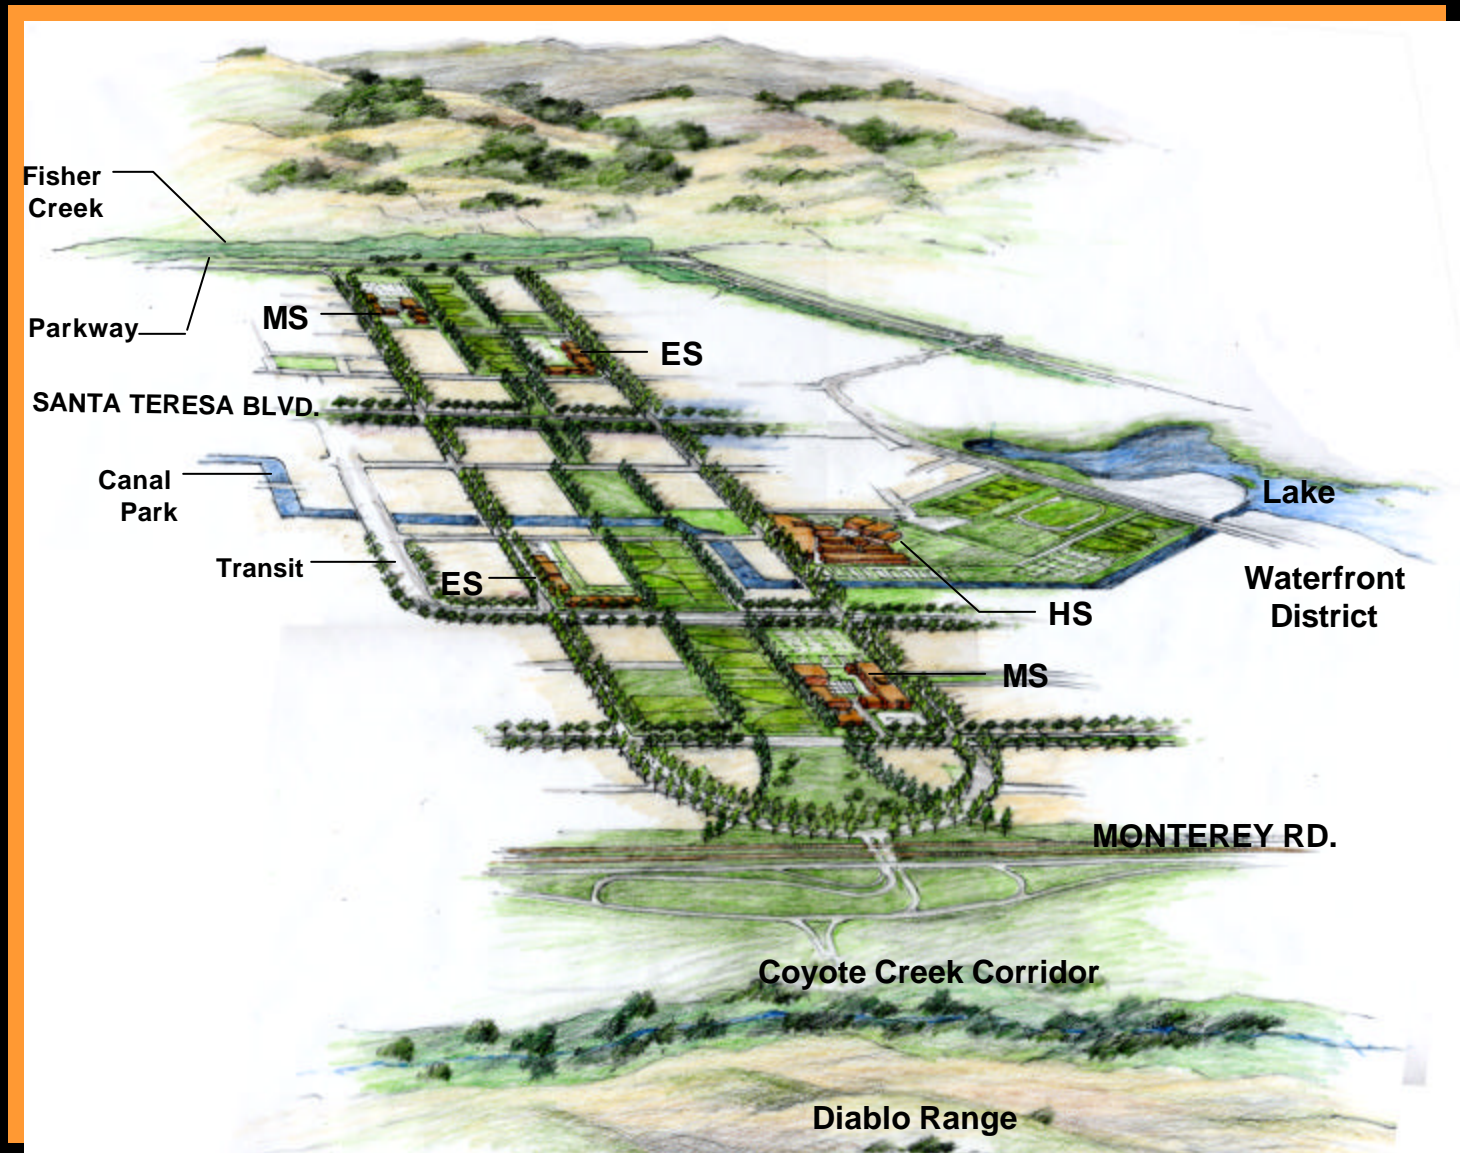 Fisher
Creek
Parkway
MS
ES
SANTA TERESA BLVD.
Canal
Park
Lake
Transit
ES
Waterfront
District
HS
MS
MONTEREY RD.
Coyote Creek Corridor
Diablo Range